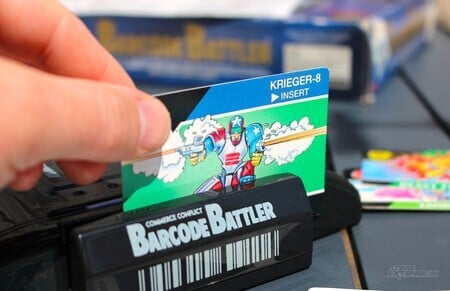 BARCODE BATTLER
KRIEGER-8
▶ INSERT
COMMERCE CONFLICT
BARCODE BATTLER